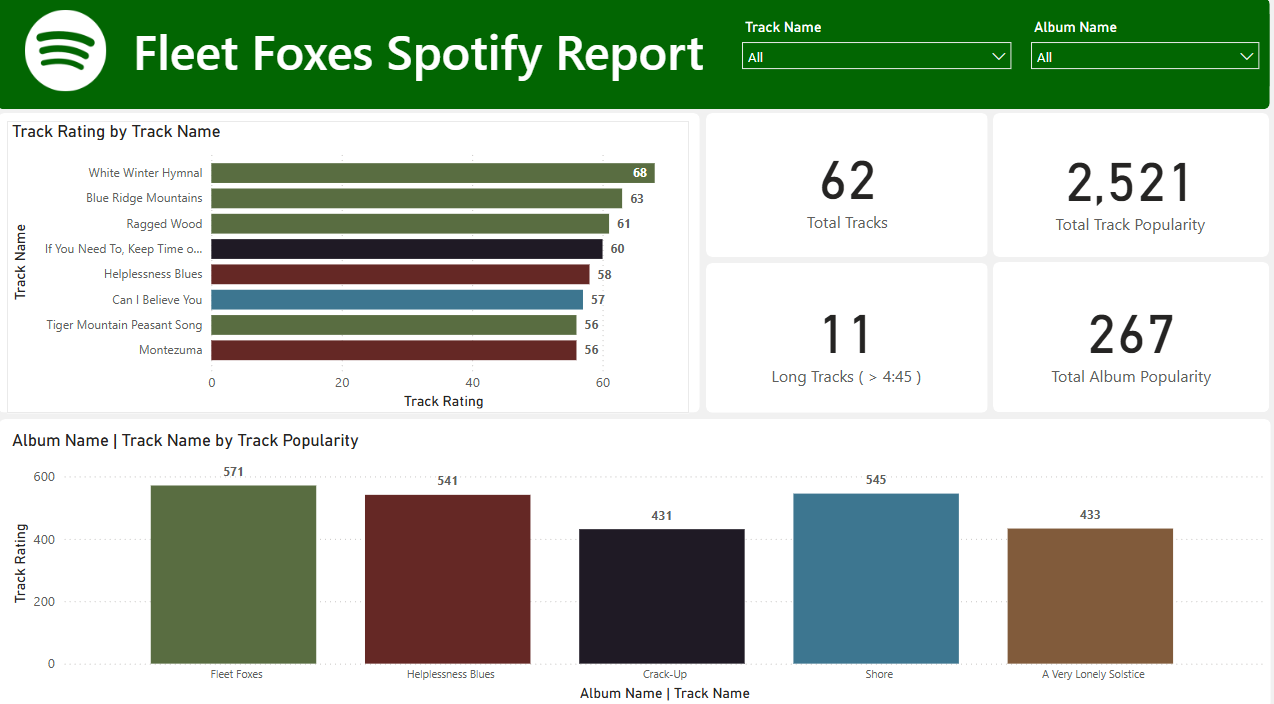 Fleet Foxes Spotify Report
Track Name
All
Album Name
All
Track Rating by Track Name
Track Name
White Winter Hymnal 68
Blue Ridge Mountains 63
Ragged Wood 61
If You Need To, Keep Time o... 60
Helplessness Blues 58
Can I Believe You 57
Tiger Mountain Peasant Song 56
Montezuma 56
0 20 40 60
Track Rating
62
Total Tracks
2,521
Total Track Popularity
11
Long Tracks ( > 4:45 )
267
Total Album Popularity
Album Name | Track Name by Track Popularity
Track Rating
600
400
200
0
571 541 431 545 433
Fleet Foxes Helplessness Blues Crack-Up Shore A Very Lonely Solstice
Album Name | Track Name